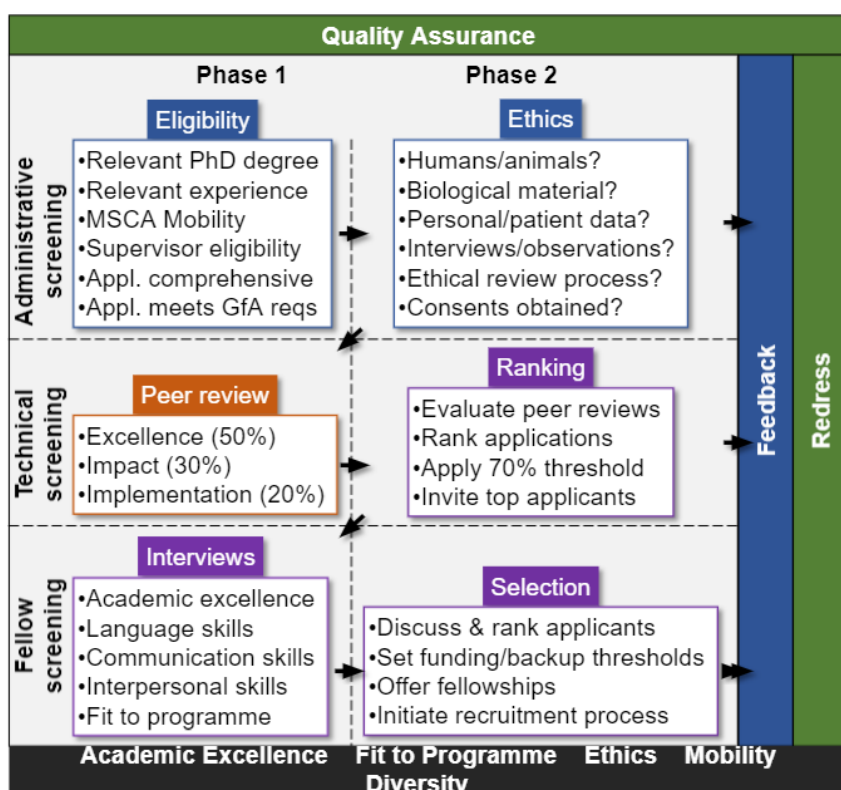 Quality Assurance
Phase 1
Phase 2
Administrative
screening
Eligibility
•Relevant PhD degree
•Relevant experience
•MSCA Mobility
•Supervisor eligibility
•Appl. comprehensive
•Appl. meets GfA reqs
Ethics
•Humans/animals?
•Biological material?
•Personal/patient data?
•Interviews/observations?
•Ethical review process?
•Consents obtained?
Technical
screening
Peer review
•Excellence (50%)
•Impact (30%)
•Implementation (20%)
Ranking
•Evaluate peer reviews
•Rank applications
•Apply 70% threshold
•Invite top applicants
Fellow
screening
Interviews
•Academic excellence
•Language skills
•Communication skills
•Interpersonal skills
•Fit to programme
Selection
•Discuss & rank applicants
•Set funding/backup thresholds
•Offer fellowships
•Initiate recruitment process
Feedback
Redress
Academic Excellence Fit to Programme Ethics Mobility
Diversity